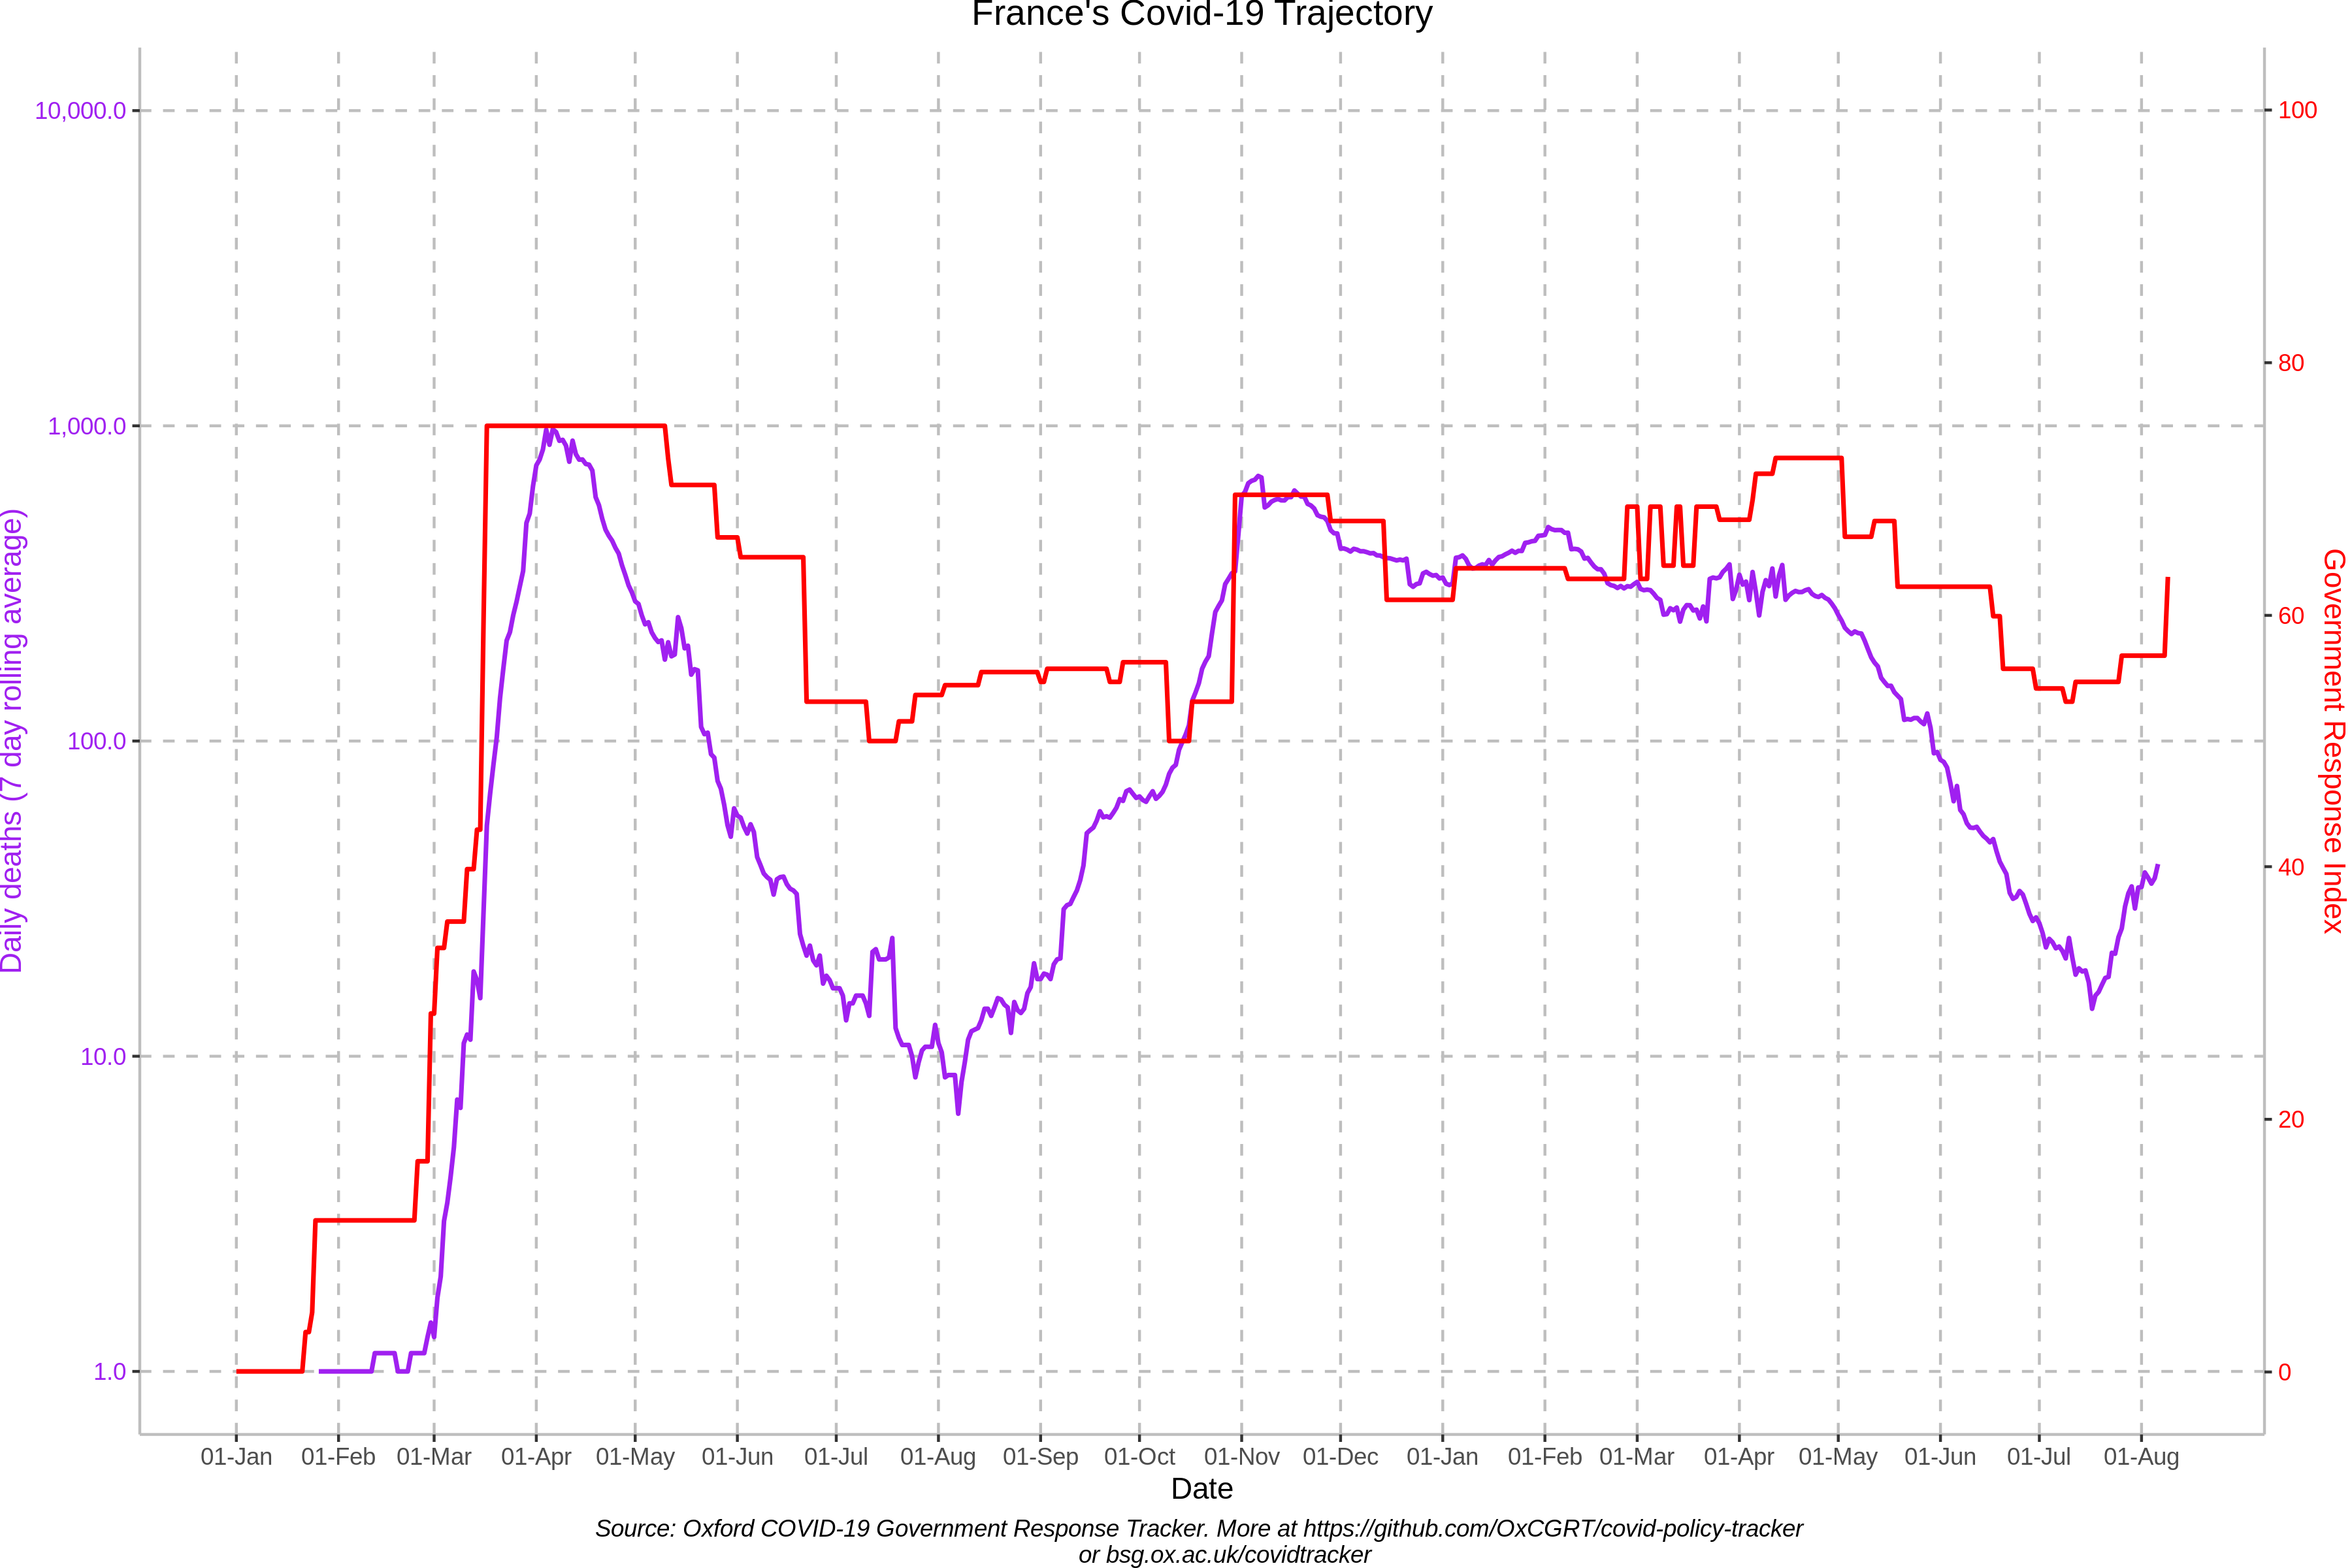 France's Covid-19 Trajectory
10,000.0
1,000.0
100.0
10.0
1.0
Daily deaths (7 day rolling average)
100
80
60
40
20
0
Government Response Index
01-Jan 01-Feb 01-Mar 01-Apr 01-May 01-Jun 01-Jul 01-Aug 01-Sep 01-Oct 01-Nov 01-Dec 01-Jan 01-Feb 01-Mar 01-Apr 01-May 01-Jun 01-Jul 01-Aug
Date
Source: Oxford COVID-19 Government Response Tracker. More at https://github.com/OxCGRT/covid-policy-tracker
or bsg.ox.ac.uk/covidtracker